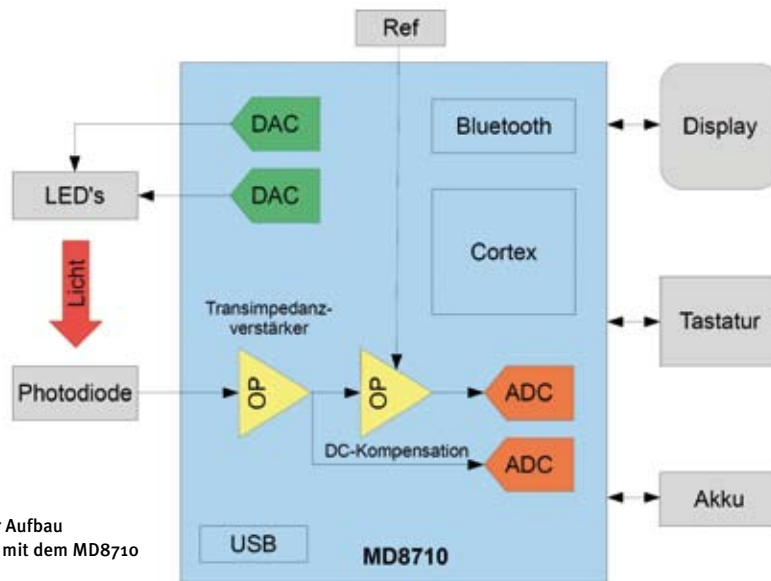 Ref
DAC
DAC
Bluetooth
Display
LED's
Cortex
Licht
Transimpedanz-
verstärker
Tastatur
Photodiode
OP
OP
ADC
DC-Kompensation
ADC
Akku
Aufbau
mit dem MD8710
USB
MD8710